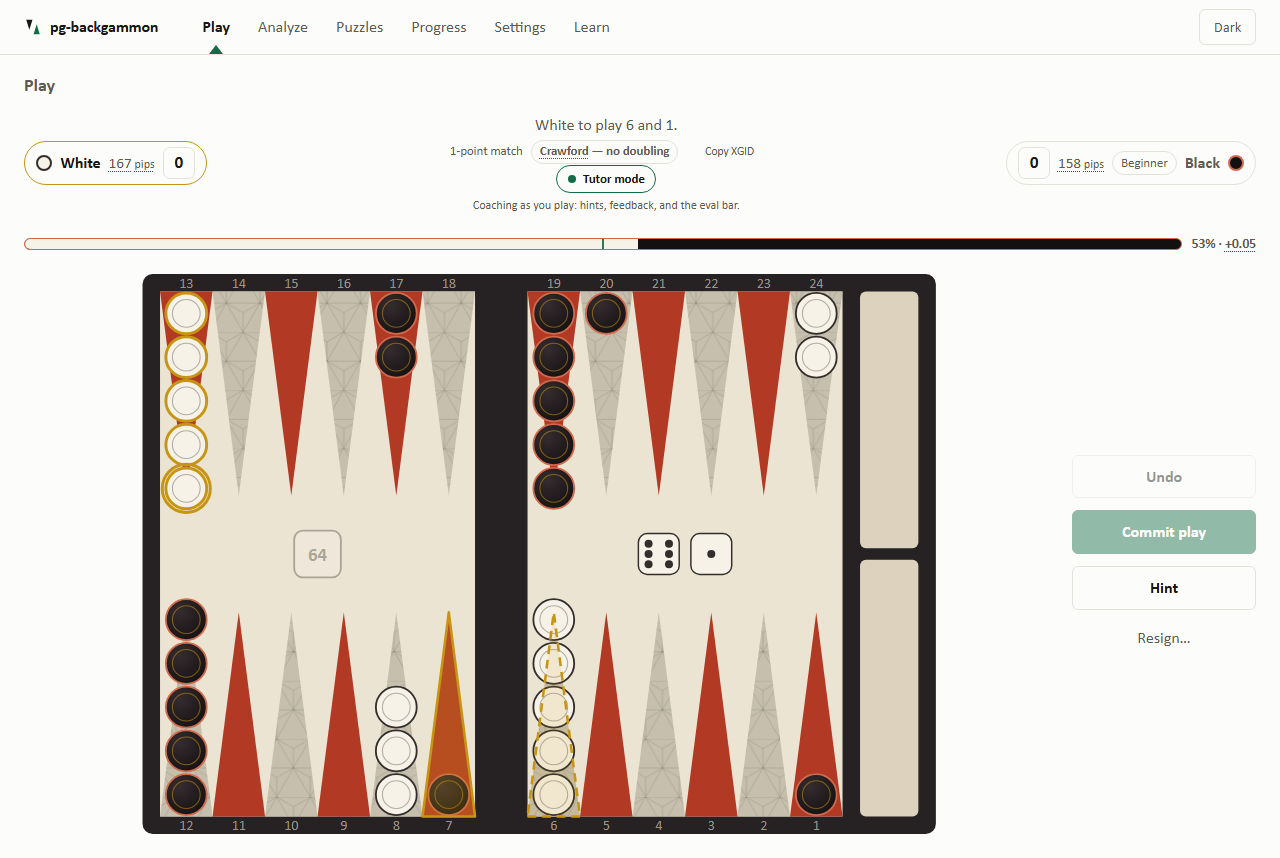 pg-backgammon Play Analyze Puzzles Progress Settings Learn Dark
Play
White to play 6 and 1.
White 167 pips 0
1-point match Crawford — no doubling Copy XGID
0 158 pips Beginner Black
Tutor mode
Coaching as you play: hints, feedback, and the eval bar.
53% · +0.05
13 14 15 16 17 18 19 20 21 22 23 24
64
12 11 10 9 8 7 6 5 4 3 2 1
Undo
Commit play
Hint
Resign...